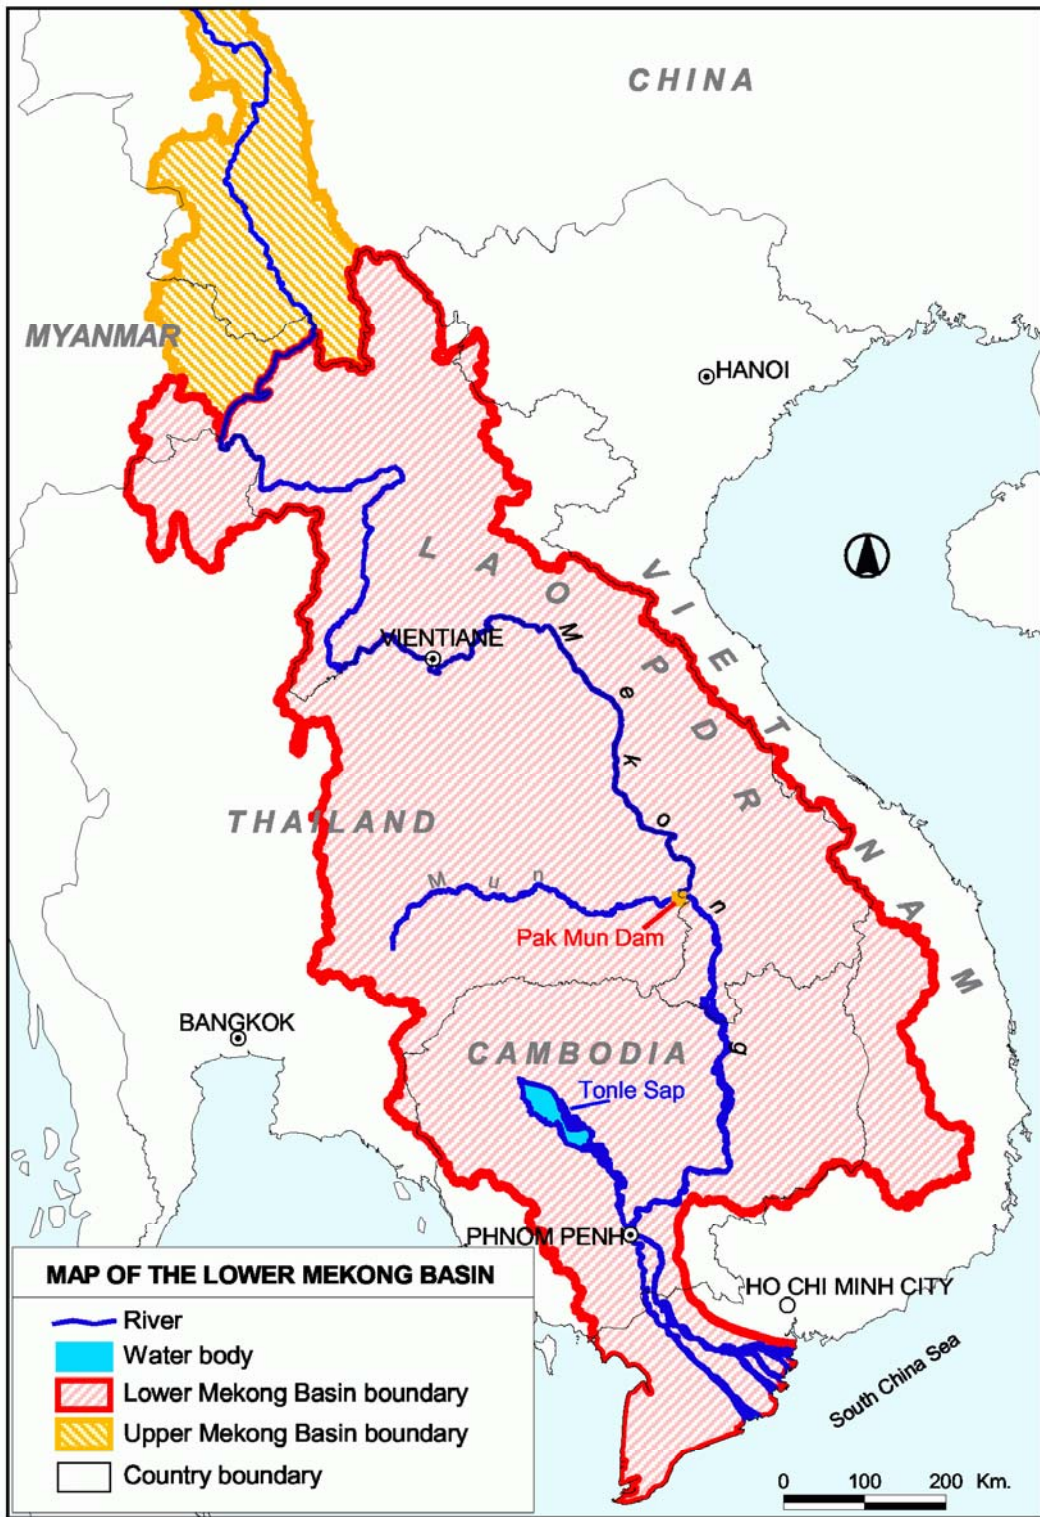 CHINA
MYANMAR
HANOI
LAO PDR
VIETNAM
VIENTIANE
Mekong
THAILAND
Mun
Pak Mun Dam
BANGKOK
CAMBODIA
Tonle Sap
PHNOM PENH
HO CHI MINH CITY
South China Sea
MAP OF THE LOWER MEKONG BASIN
River
Water body
Lower Mekong Basin boundary
Upper Mekong Basin boundary
Country boundary
0 100 200 Km.